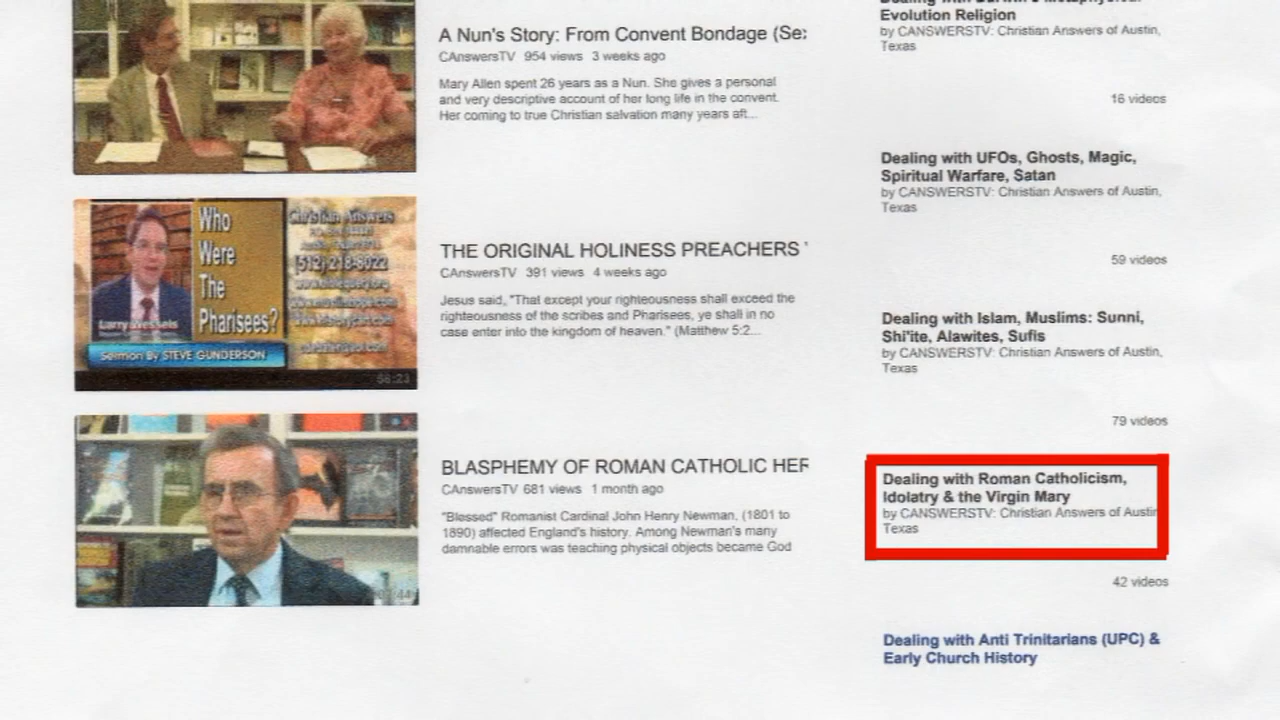 A Nun's Story: From Convent Bondage (Se
CAnswersTV 954 views 3 weeks ago
Mary Allen spent 26 years as a Nun. She gives a personal
and very descriptive account of her long life in the convent.
Her coming to true Christian salvation many years aft...
Who
Were
The
Pharisees?
Christian Answers
(512) 218-8022
Larry Wessels
Sermon By STEVE GUNDERSON
58:23
THE ORIGINAL HOLINESS PREACHERS
CAnswersTV 391 views 4 weeks ago
Jesus said, "That except your righteousness shall exceed the
righteousness of the scribes and Pharisees, ye shall in no
case enter into the kingdom of heaven." (Matthew 5:2...
BLASPHEMY OF ROMAN CATHOLIC HER
CAnswersTV 681 views 1 month ago
"Blessed" Romanist Cardinal John Henry Newman, (1801 to
1890) affected England's history. Among Newman's many
damnable errors was teaching physical objects became God
Evolution Religion
by CANSWERSTV: Christian Answers of Austin,
Texas
16 videos
Dealing with UFOs, Ghosts, Magic,
Spiritual Warfare, Satan
by CANSWERSTV: Christian Answers of Austin,
Texas
59 videos
Dealing with Islam, Muslims: Sunni,
Shi'ite, Alawites, Sufis
by CANSWERSTV: Christian Answers of Austin,
Texas
79 videos
Dealing with Roman Catholicism,
Idolatry & the Virgin Mary
by CANSWERSTV: Christian Answers of Austin
Texas
42 videos
Dealing with Anti Trinitarians (UPC) &
Early Church History